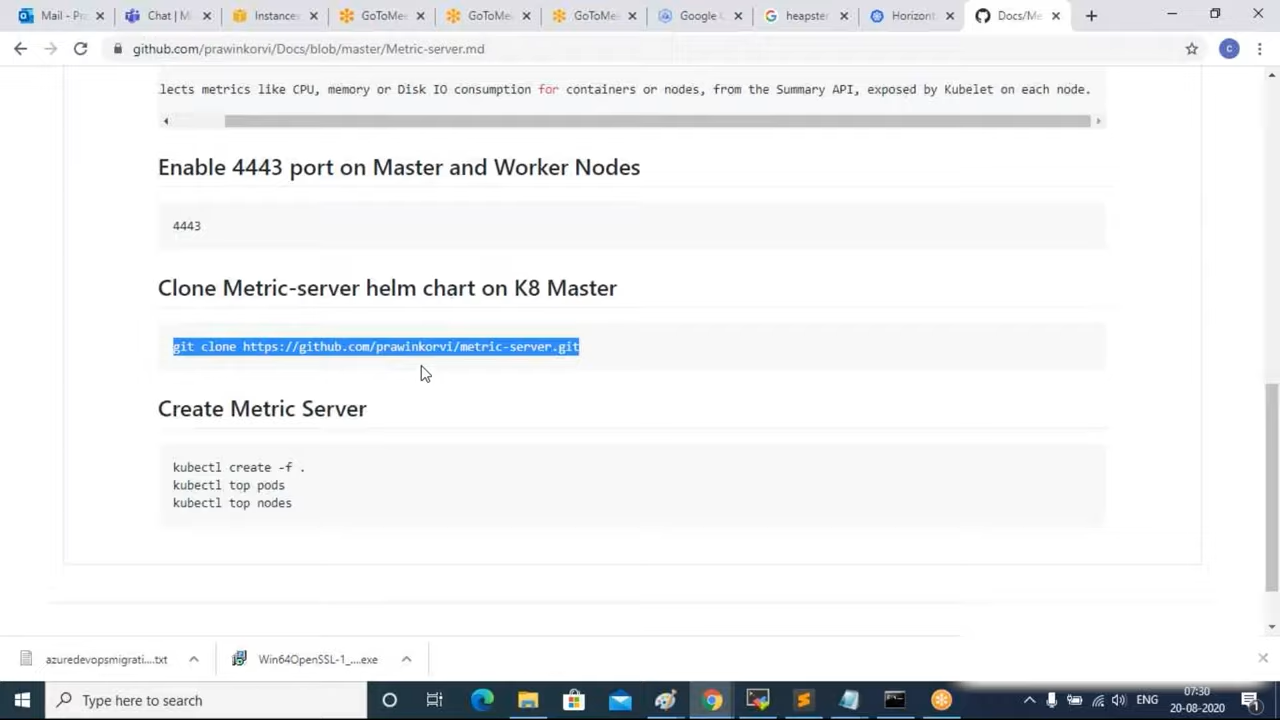 Mail - Pr
Chat | M
Instances
GoToMe
GoToMe
GoToMe
Google
heapster
Horizont
Docs/Me
github.com/prawinkorvi/Docs/blob/master/Metric-server.md
lects metrics like CPU, memory or Disk IO consumption for containers or nodes, from the Summary API, exposed by Kubelet on each node.
Enable 4443 port on Master and Worker Nodes
4443
Clone Metric-server helm chart on K8 Master
git clone https://github.com/prawinkorvi/metric-server.git
Create Metric Server
kubectl create -f .
kubectl top pods
kubectl top nodes
azuredevopsmigrati....txt
Win64OpenSSL-1_....exe
Type here to search
ENG
07:30
20-08-2020